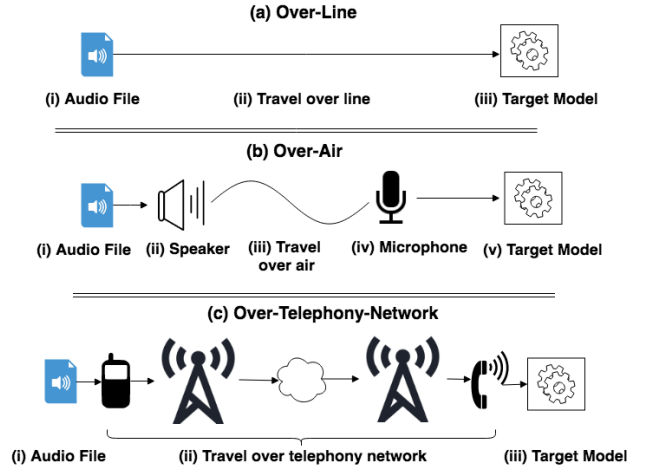 (a) Over-Line
(i) Audio File (ii) Travel over line (iii) Target Model
(b) Over-Air
(i) Audio File (ii) Speaker (iii) Travel over air (iv) Microphone (v) Target Model
(c) Over-Telephony-Network
(i) Audio File (ii) Travel over telephony network (iii) Target Model